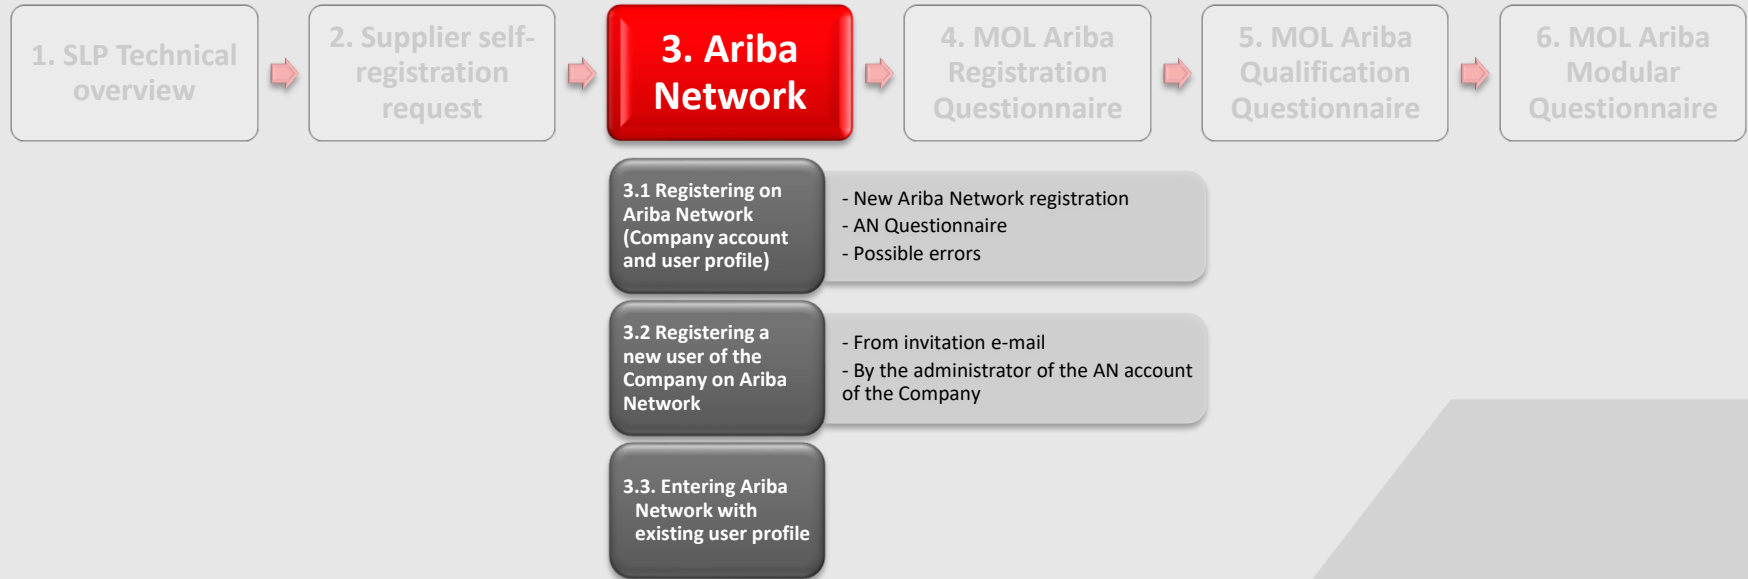 1. SLP Technical
overview
2. Supplier self-
registration
request
3. Ariba
Network
4. MOL Ariba
Registration
Questionnaire
5. MOL Ariba
Qualification
Questionnaire
6. MOL Ariba
Modular
Questionnaire
3.1 Registering on
Ariba Network
(Company account
and user profile)
- New Ariba Network registration
- AN Questionnaire
- Possible errors
3.2 Registering a
new user of the
Company on Ariba
Network
- From invitation e-mail
- By the administrator of the AN account
of the Company
3.3. Entering Ariba
Network with
existing user profile